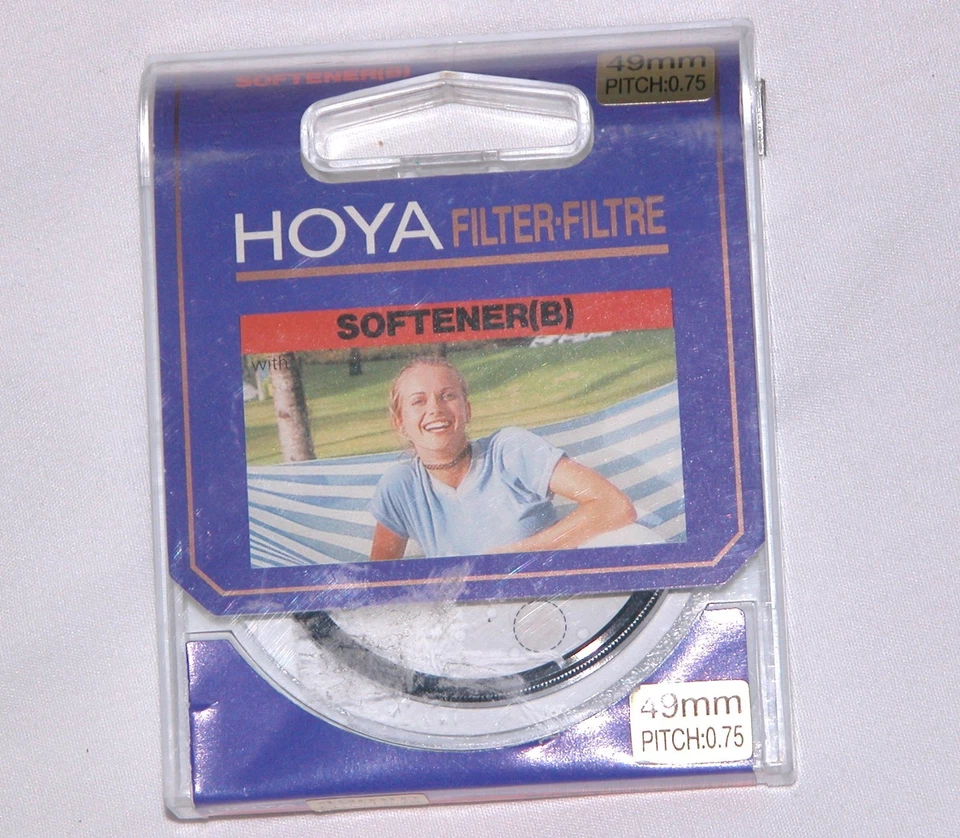 SOFTENER(B)
49mm
PITCH:0.75
HOYA FILTER·FILTRE
SOFTENER(B)
with
49mm
PITCH:0.75